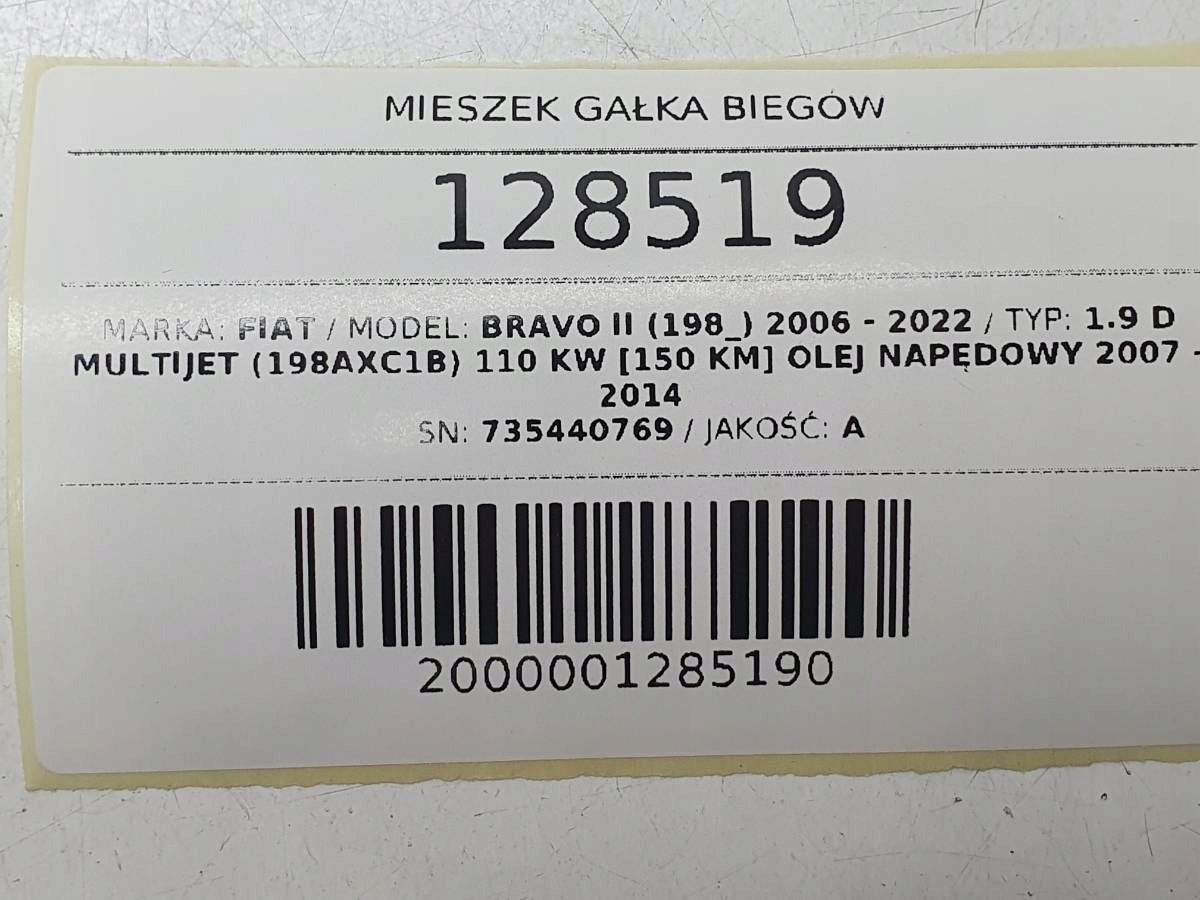 MIESZEK GAŁKA BIEGÓW
128519
MARKA: FIAT / MODEL: BRAVO II (198_) 2006 - 2022 / TYP: 1.9 D
MULTIJET (198AXC1B) 110 KW [150 KM] OLEJ NAPĘDOWY 2007 -
2014
SN: 735440769 / JAKOŚĆ: A
2000001285190